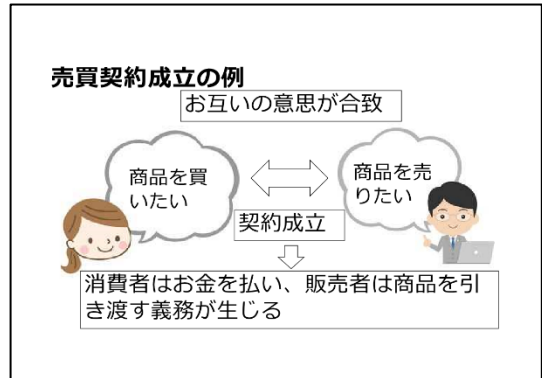 売買契約成立の例
お互いの意思が合致
商品を買
いたい
商品を売
りたい
契約成立
消費者はお金を払い、販売者は商品を引
き渡す義務が生じる